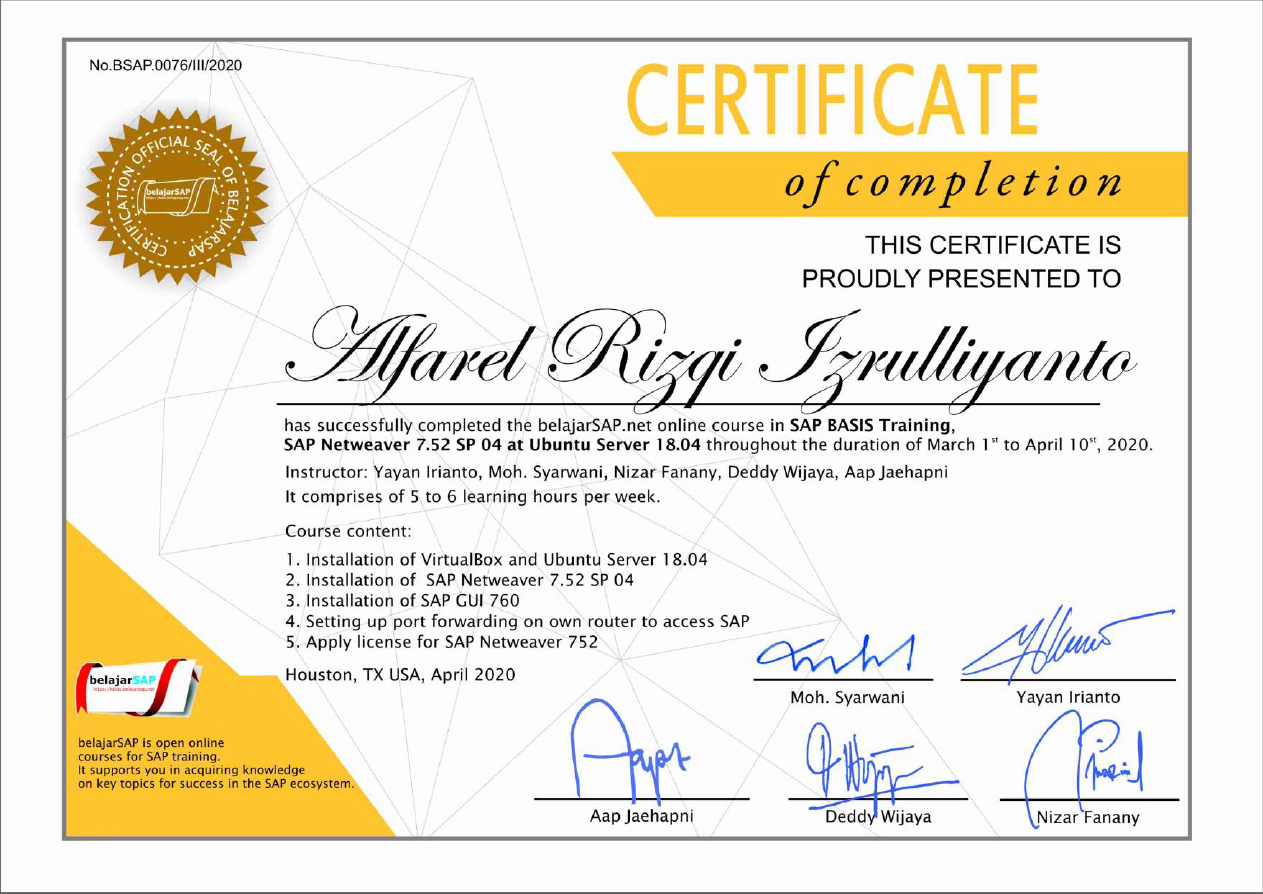 No.BSAP.0076/III/2020
CERTIFICATION OFFICIAL SEAL OF BELAJARSAP
belajarSAP
CERTIFICATE
of completion
THIS CERTIFICATE IS
PROUDLY PRESENTED TO
Alfarel Rizqi Izrulliyanto
has successfully completed the belajarSAP.net online course in SAP BASIS Training,
SAP Netweaver 7.52 SP 04 at Ubuntu Server 18.04 throughout the duration of March 1st to April 10st, 2020.
Instructor: Yayan Irianto, Moh. Syarwani, Nizar Fanany, Deddy Wijaya, Aap Jaehapni
It comprises of 5 to 6 learning hours per week.
Course content:
1. Installation of VirtualBox and Ubuntu Server 18.04
2. Installation of SAP Netweaver 7.52 SP 04
3. Installation of SAP GUI 760
4. Setting up port forwarding on own router to access SAP
5. Apply license for SAP Netweaver 752
Houston, TX USA, April 2020
belajarSAP
belajarSAP is open online
courses for SAP training.
It supports you in acquiring knowledge
on key topics for success in the SAP ecosystem.
Moh. Syarwani
Yayan Irianto
Aap Jaehapni
Deddy Wijaya
Nizar Fanany